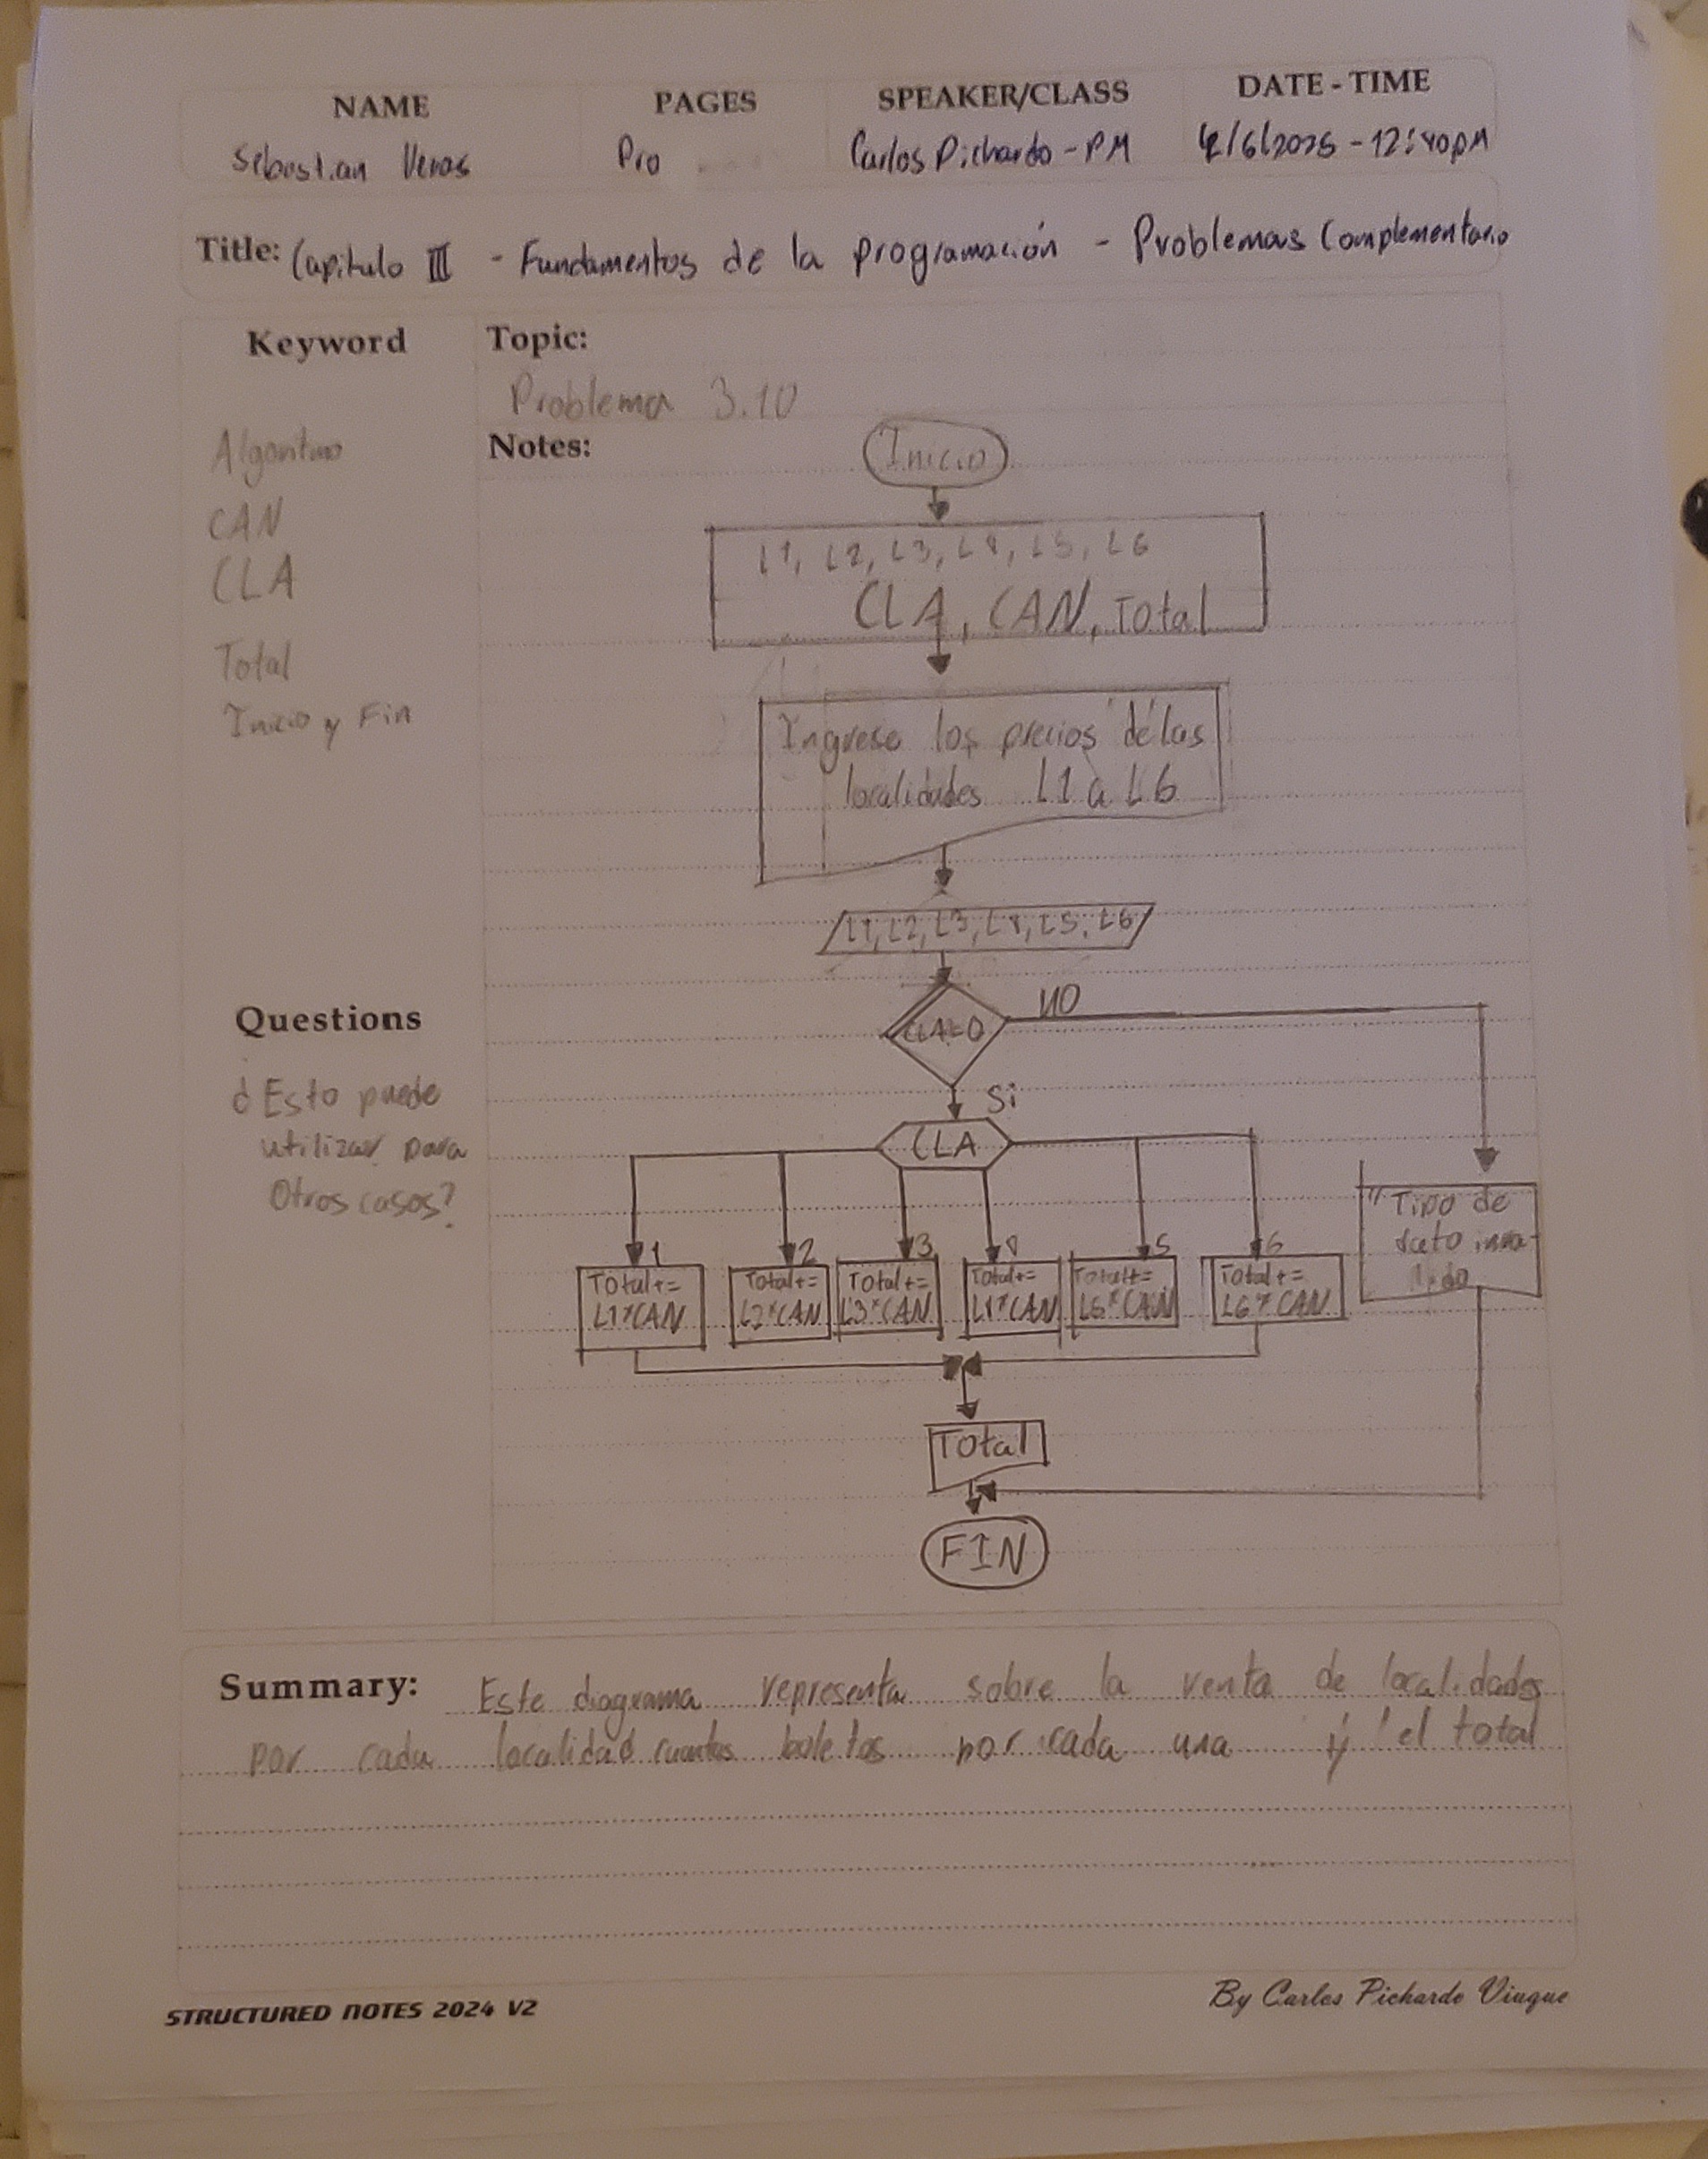 NAME PAGES SPEAKER/CLASS DATE - TIME
Sebastian Veras Pro Carlos Pichardo - PM 4/6/2025 - 12:40pM
Title: Capitulo III - Fundamentos de la programación - Problemas Complementario
Keyword
Topic:
Problema 3.10
Algoritmo
CAN
CLA
Total
Inicio y Fin
Notes:
Inicio
L1, L2, L3, L4, L5, L6
CLA, CAN, Total
Ingrese los precios de las
localidades L1 a L6
L1, L2, L3, L4, L5, L6
CLA=0
NO
Si
CLA
1 2 3 4 5 6
Total+= Total+= Total+= Total+= Total+= Total+=
L1*CAN L2*CAN L3*CAN L4*CAN L5*CAN L6*CAN
"Tipo de
dato inva-
lido
Total
FIN
Questions
¿Esto puede
utilizar para
Otros casos?
Summary: Este diagrama representa sobre la venta de localidades
por cada localidad cuantos boletos por cada una y el total
STRUCTURED NOTES 2024 V2
By Carlos Pichardo Viuque